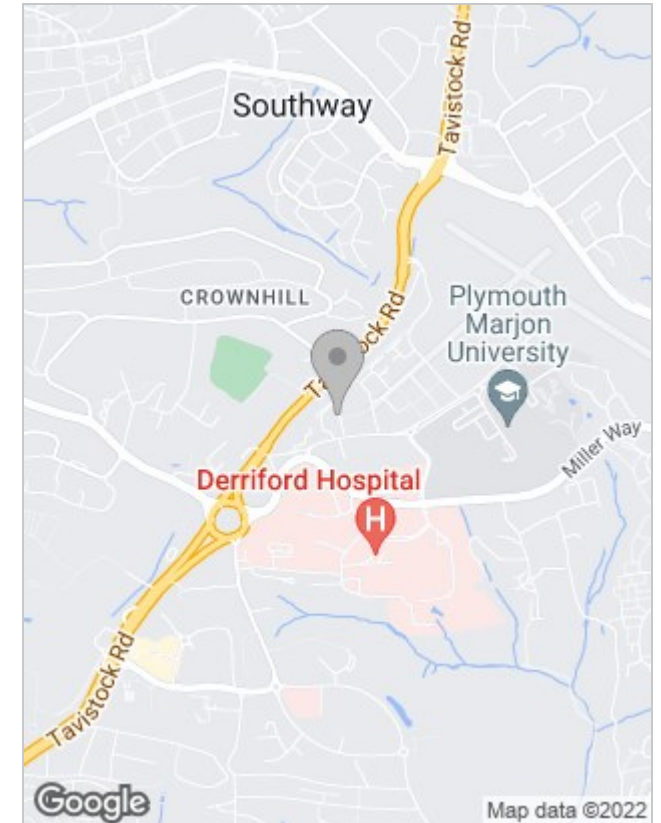 Tavistock Rd
Southway
CROWNHILL
Tavistock Rd
Plymouth
Marjon
University
Miller Way
Derriford Hospital
H
Tavistock Rd
Google
Map data ©2022